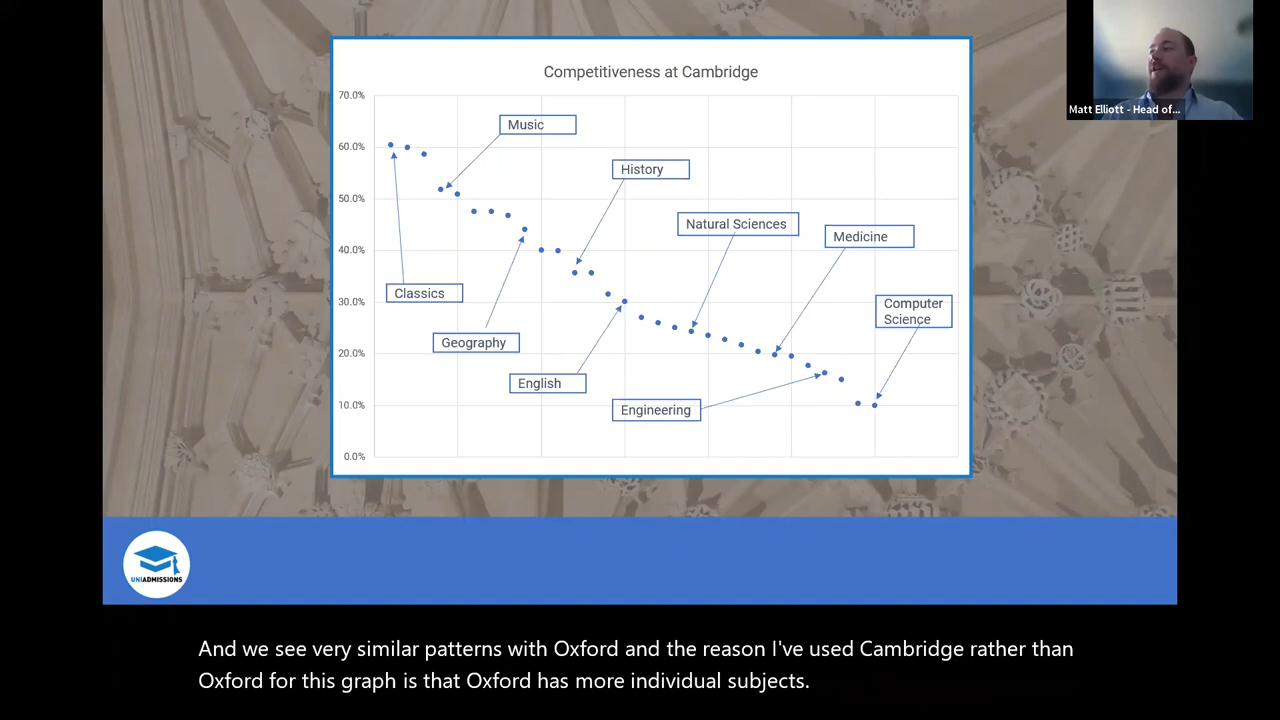 Matt Elliott - Head of...
Competitiveness at Cambridge
70.0%
60.0%
50.0%
40.0%
30.0%
20.0%
10.0%
0.0%
Music
History
Natural Sciences
Medicine
Classics
Computer
Science
Geography
English
Engineering
UNIADMISSIONS
And we see very similar patterns with Oxford and the reason I've used Cambridge rather than
Oxford for this graph is that Oxford has more individual subjects.